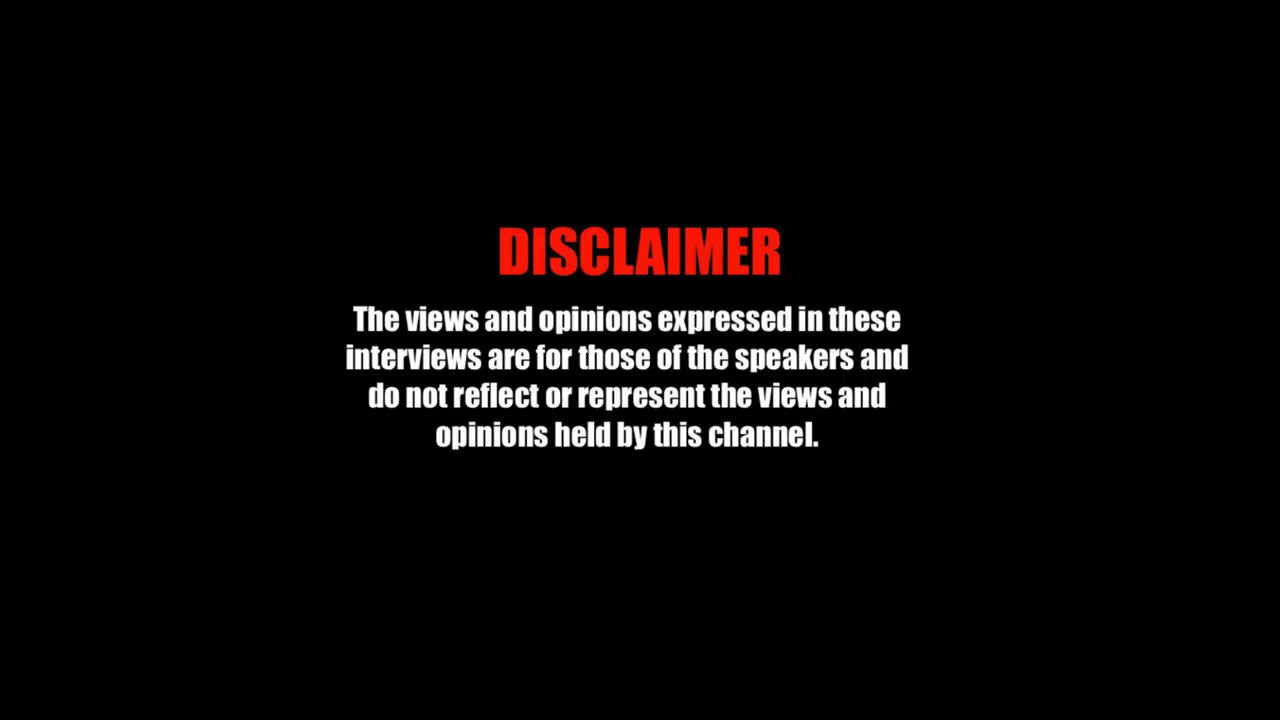 DISCLAIMER
The views and opinions expressed in these
interviews are for those of the speakers and
do not reflect or represent the views and
opinions held by this channel.